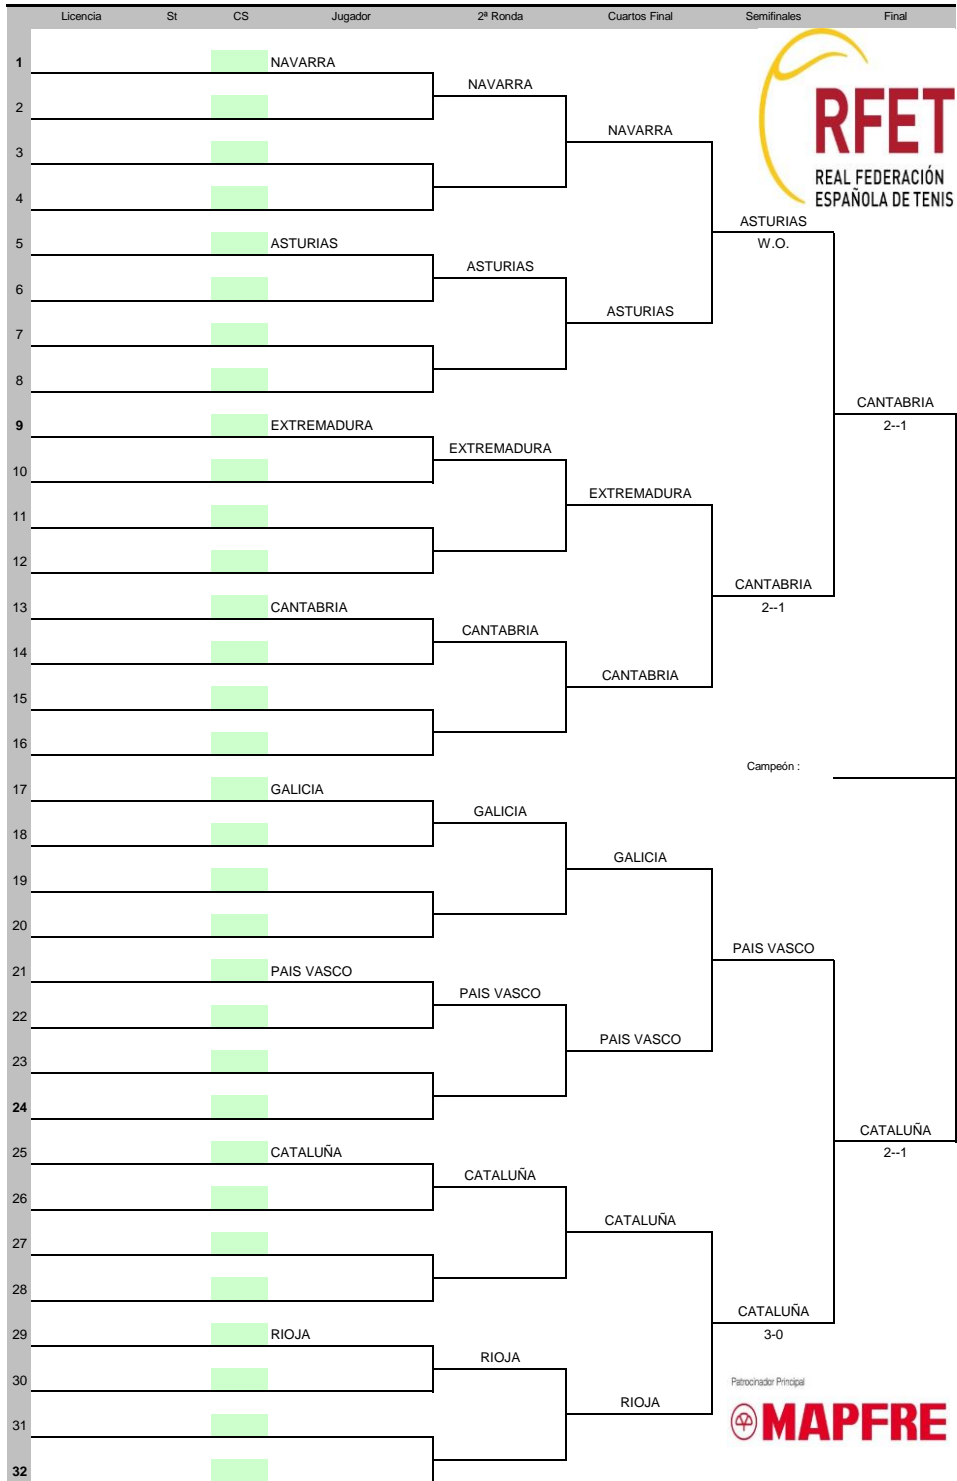 Licencia St CS Jugador 2ª Ronda Cuartos Final Semifinales Final
1 NAVARRA
NAVARRA
2
NAVARRA
3
4
RFET
REAL FEDERACIÓN
ESPAÑOLA DE TENIS
ASTURIAS
W.O.
5 ASTURIAS
ASTURIAS
6
ASTURIAS
7
8
CANTABRIA
2--1
9 EXTREMADURA
EXTREMADURA
10
EXTREMADURA
11
12
CANTABRIA
2--1
13 CANTABRIA
CANTABRIA
14
CANTABRIA
15
16
Campeón :
17 GALICIA
GALICIA
18
GALICIA
19
20
PAIS VASCO
21 PAIS VASCO
PAIS VASCO
22
PAIS VASCO
23
24
CATALUÑA
2--1
25 CATALUÑA
CATALUÑA
26
CATALUÑA
27
28
CATALUÑA
3-0
29 RIOJA
RIOJA
30
Patrocinador Principal
RIOJA
MAPFRE
31
32